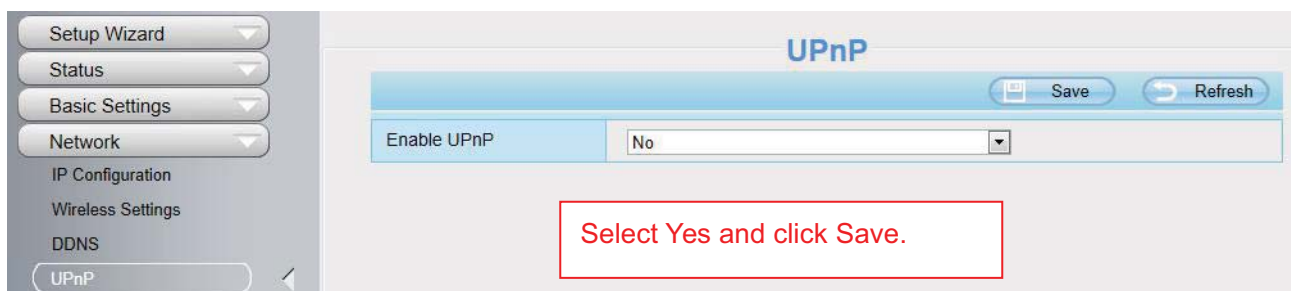 Setup Wizard
Status
Basic Settings
Network
IP Configuration
Wireless Settings
DDNS
UPnP
UPnP
Save Refresh
Enable UPnP No
Select Yes and click Save.